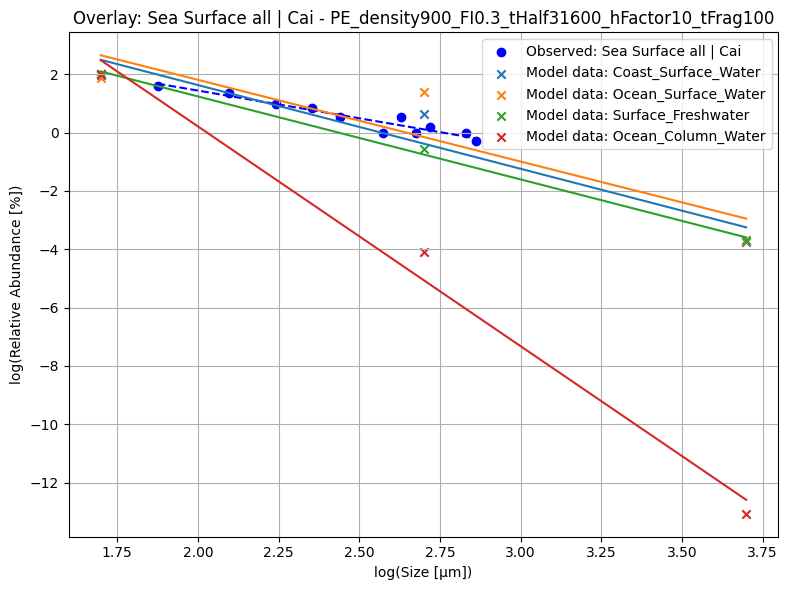 Overlay: Sea Surface all | Cai - PE_density900_FI0.3_tHalf31600_hFactor10_tFrag100
Observed: Sea Surface all | Cai
Model data: Coast_Surface_Water
Model data: Ocean_Surface_Water
Model data: Surface_Freshwater
Model data: Ocean_Column_Water
log(Relative Abundance [%])
2
0
−2
−4
−6
−8
−10
−12
1.75
2.00
2.25
2.50
2.75
3.00
3.25
3.50
3.75
log(Size [μm])